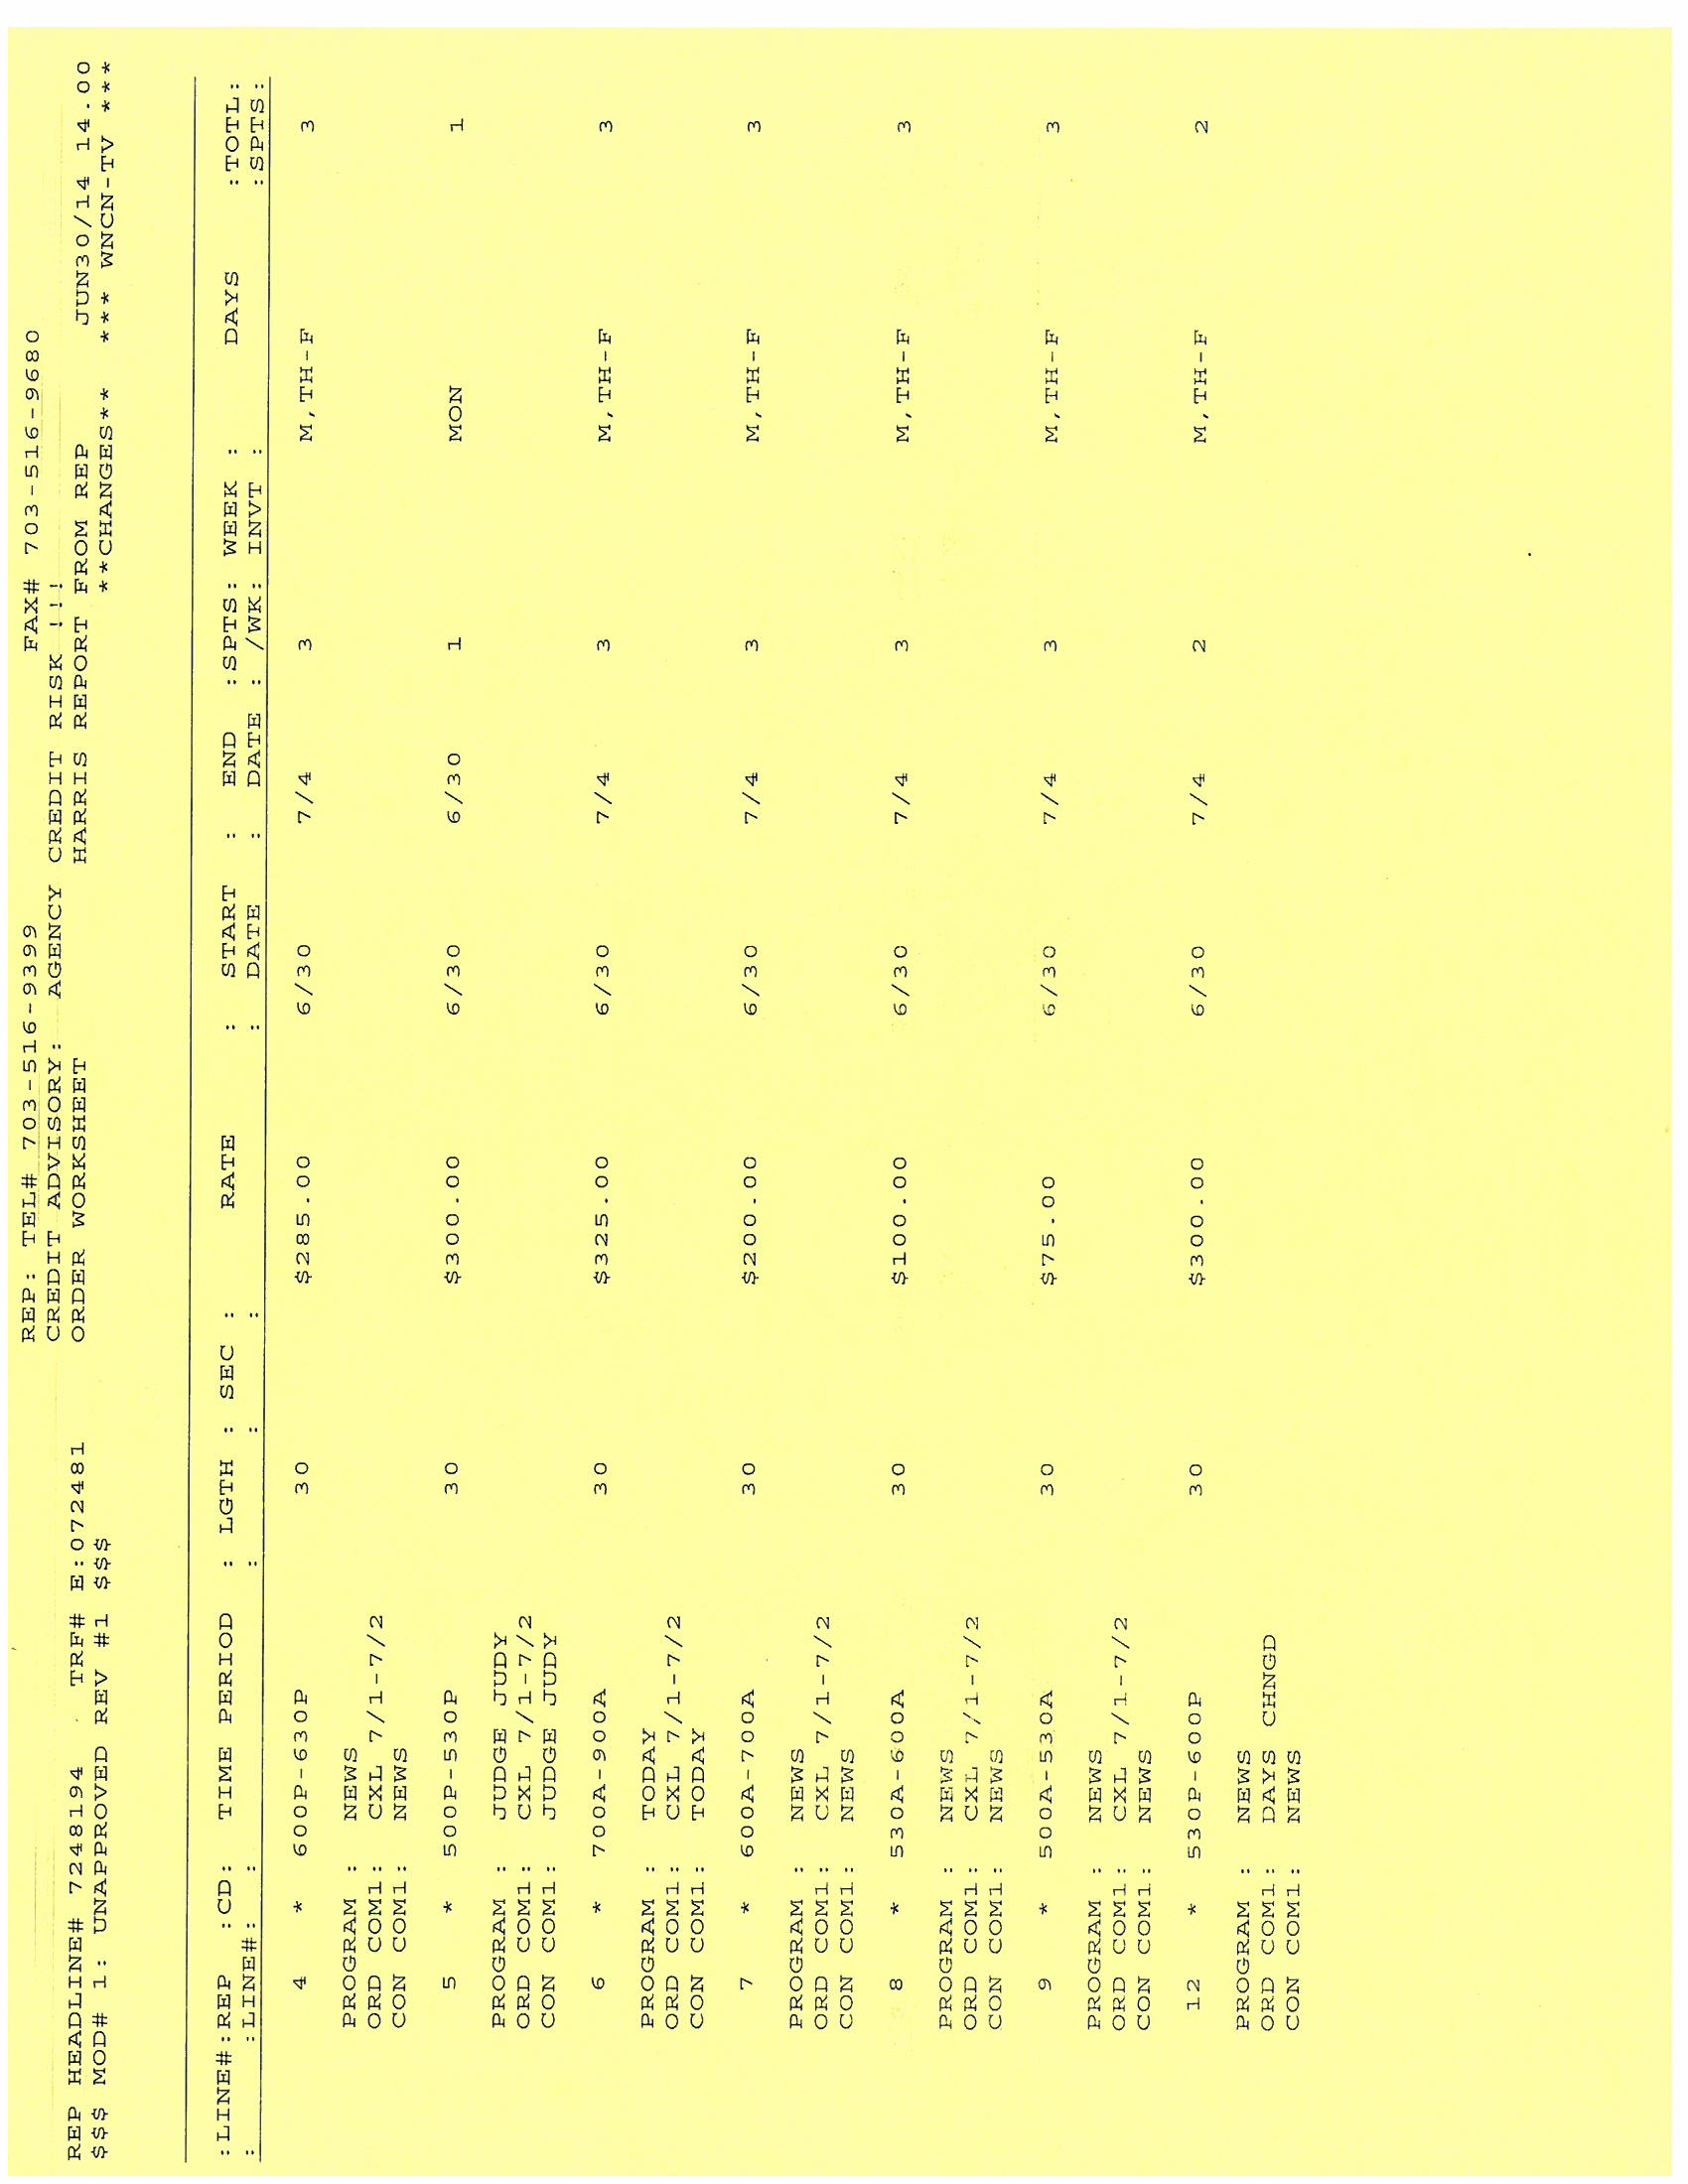 REP: TEL# 703-516-9399 FAX# 703-516-9680
CREDIT ADVISORY: AGENCY CREDIT RISK !!!
REP HEADLINE# 7248194 TRF# E:072481 ORDER WORKSHEET HARRIS REPORT FROM REP JUN30/14 14.00
$$$ MOD# 1: UNAPPROVED REV #1 $$$ **CHANGES** *** WNCN-TV ***
:LINE#:REP :CD: TIME PERIOD : LGTH : SEC : RATE : START : END :SPTS: WEEK : DAYS :TOTL:
: :LINE#: : : : : DATE : DATE : /WK: INVT : :SPTS:
4 * 600P-630P 30 $285.00 6/30 7/4 3 M,TH-F 3
PROGRAM : NEWS
ORD COM1: CXL 7/1-7/2
CON COM1: NEWS
5 * 500P-530P 30 $300.00 6/30 6/30 1 MON 1
PROGRAM : JUDGE JUDY
ORD COM1: CXL 7/1-7/2
CON COM1: JUDGE JUDY
6 * 700A-900A 30 $325.00 6/30 7/4 3 M,TH-F 3
PROGRAM : TODAY
ORD COM1: CXL 7/1-7/2
CON COM1: TODAY
7 * 600A-700A 30 $200.00 6/30 7/4 3 M,TH-F 3
PROGRAM : NEWS
ORD COM1: CXL 7/1-7/2
CON COM1: NEWS
8 * 530A-600A 30 $100.00 6/30 7/4 3 M,TH-F 3
PROGRAM : NEWS
ORD COM1: CXL 7/1-7/2
CON COM1: NEWS
9 * 500A-530A 30 $75.00 6/30 7/4 3 M,TH-F 3
PROGRAM : NEWS
ORD COM1: CXL 7/1-7/2
CON COM1: NEWS
12 * 530P-600P 30 $300.00 6/30 7/4 2 M,TH-F 2
PROGRAM : NEWS
ORD COM1: DAYS CHNGD
CON COM1: NEWS